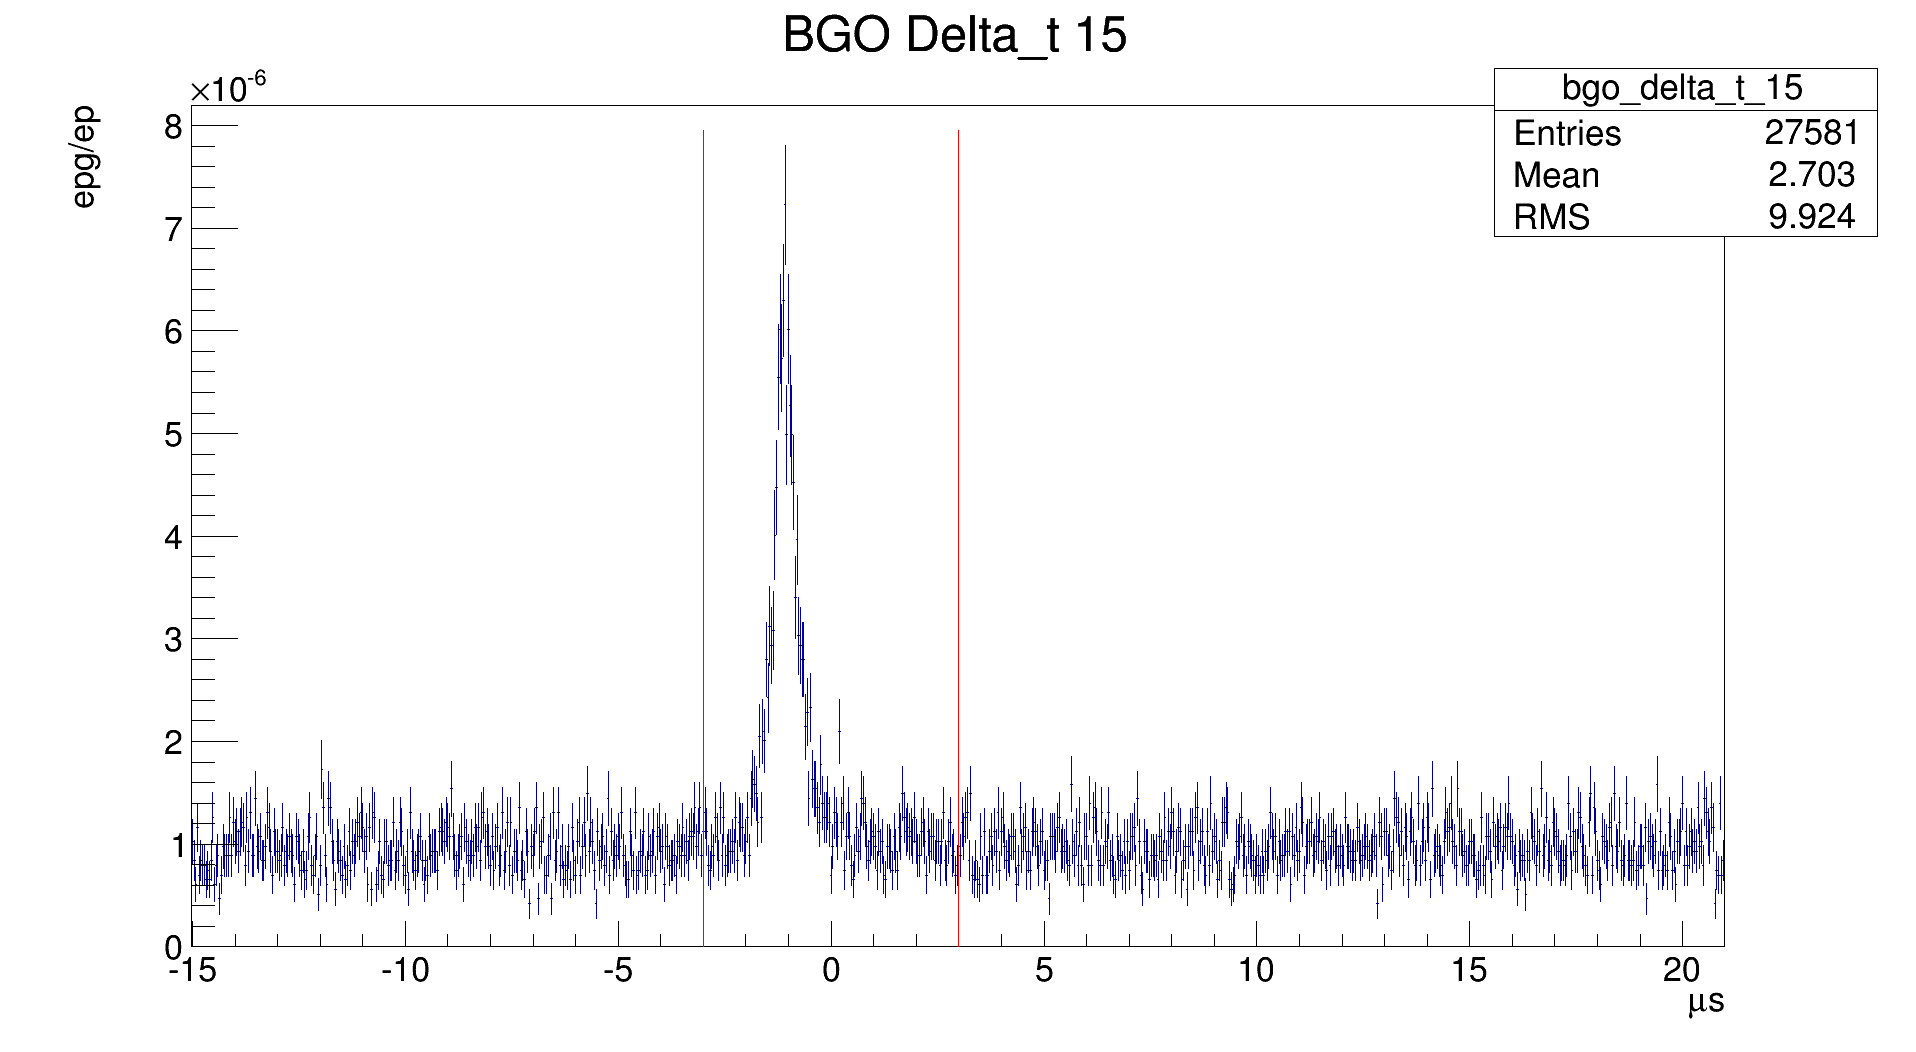 BGO Delta_t 15
×10-6
epg/ep
bgo_delta_t_15
Entries 27581
Mean 2.703
RMS 9.924
8
7
6
5
4
3
2
1
0
-15 -10 -5 0 5 10 15 20
μs